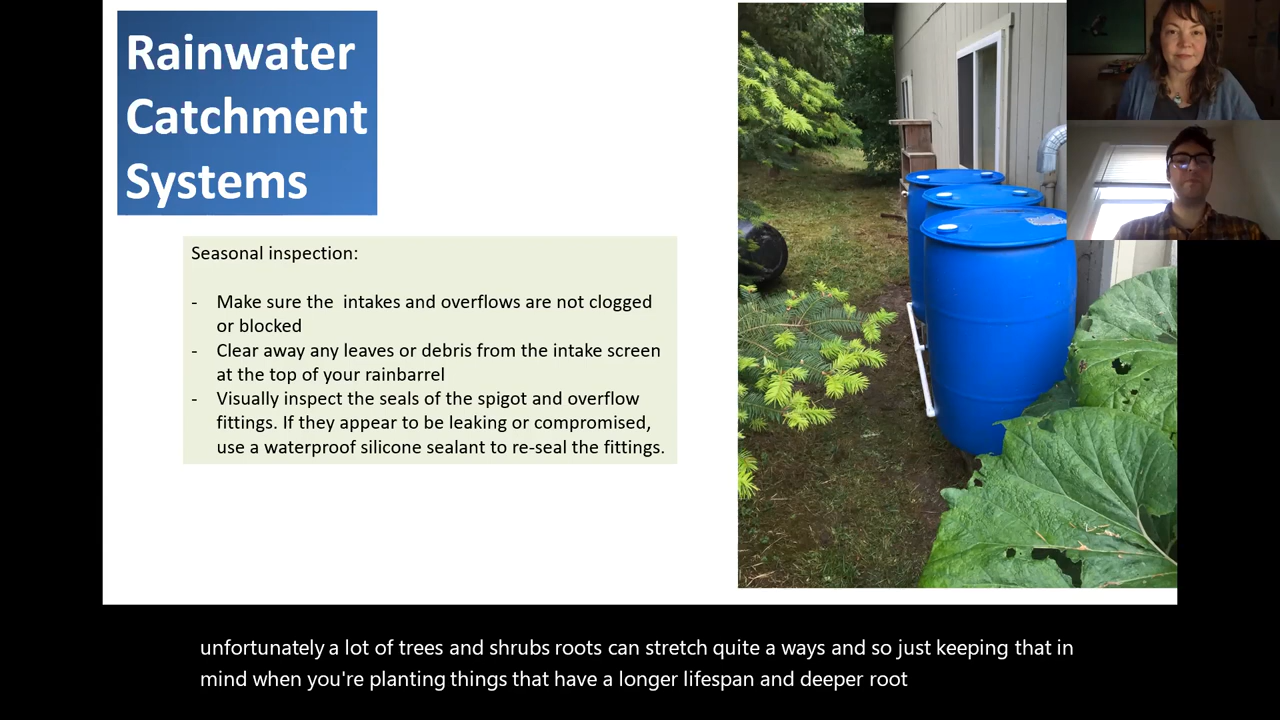 Rainwater
Catchment
Systems
Seasonal inspection:
- Make sure the  intakes and overflows are not clogged
or blocked
- Clear away any leaves or debris from the intake screen
at the top of your rainbarrel
- Visually inspect the seals of the spigot and overflow
fittings. If they appear to be leaking or compromised,
use a waterproof silicone sealant to re-seal the fittings.
unfortunately a lot of trees and shrubs roots can stretch quite a ways and so just keeping that in
mind when you're planting things that have a longer lifespan and deeper root